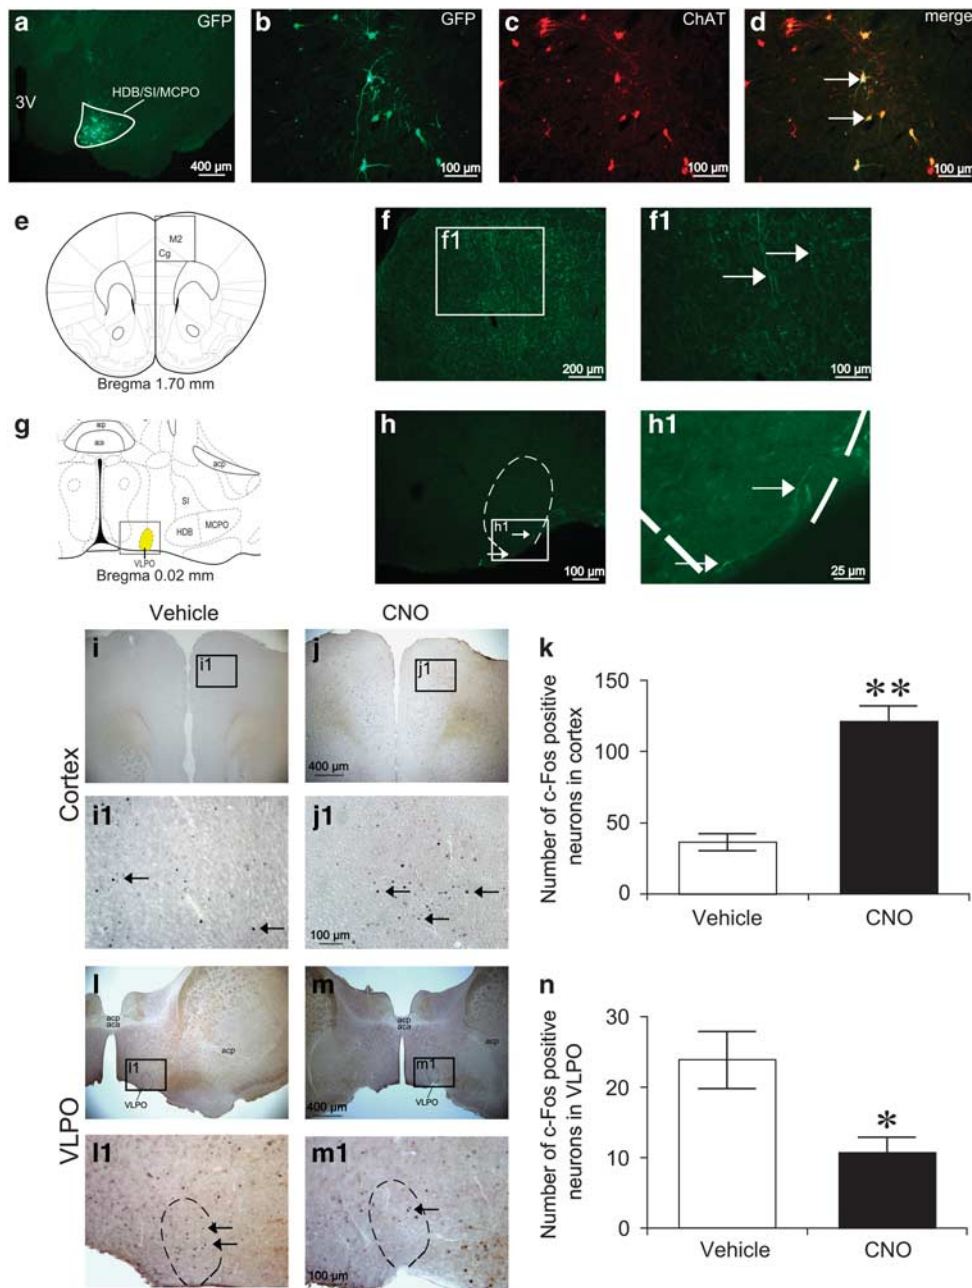 a GFP
HDB/SI/MCPO
3V
400 µm
b GFP
100 µm
c ChAT
100 µm
d merge
100 µm
e
M2
Cg
Bregma 1.70 mm
f
f1
200 µm
f1
100 µm
g
acp
aca
acp
SI
MCPO
HDB
VLPO
Bregma 0.02 mm
h
h1
100 µm
h1
25 µm
Vehicle CNO
Cortex
i
i1
j
j1
400 µm
i1
j1
100 µm
k
Number of c-Fos positive
neurons in cortex
150
100
50
0
**
Vehicle CNO
VLPO
l
acp
aca
acp
l1
VLPO
m
acp
aca
acp
m1
VLPO
400 µm
l1
m1
100 µm
n
Number of c-Fos positive
neurons in VLPO
30
20
10
0
*
Vehicle CNO